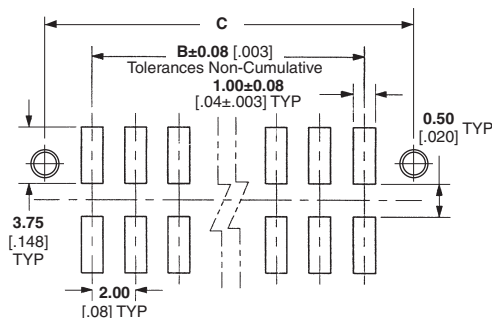 C
B±0.08 [.003]
Tolerances Non-Cumulative
1.00±0.08
[.04±.003] TYP
0.50 TYP
[.020]
3.75
[.148]
TYP
2.00
[.08] TYP